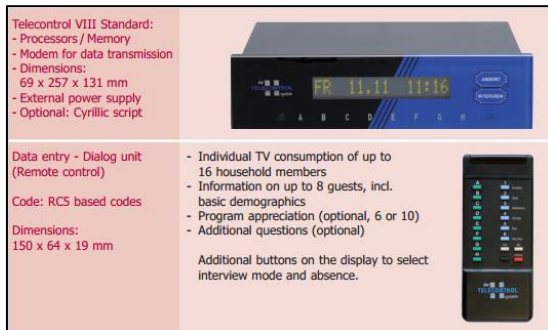 Telecontrol VIII Standard:
- Processors / Memory
- Modem for data transmission
- Dimensions:
69 x 257 x 131 mm
- External power supply
- Optional: Cyrillic script
the
TELECONTROL
system
FR 11.11 11:16
ABSENT
INTERVIEW
A B C D E F G H
Data entry - Dialog unit
(Remote control)
Code: RC5 based codes
Dimensions:
150 x 64 x 19 mm
- Individual TV consumption of up to
16 household members
- Information on up to 8 guests, incl.
basic demographics
- Program appreciation (optional, 6 or 10)
- Additional questions (optional)
Additional buttons on the display to select
interview mode and absence.
A
B
C
D
E
F
G
H
the
TELECONTROL
system